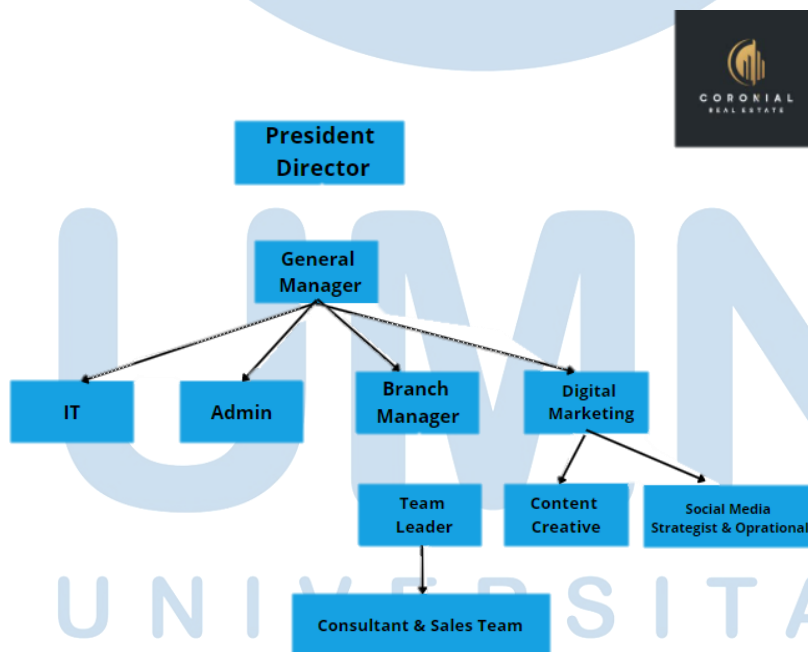 CORONIAL
REAL ESTATE
President
Director
General
Manager
IT
Admin
Branch
Manager
Digital
Marketing
Team
Leader
Content
Creative
Social Media
Strategist & Oprational
Consultant & Sales Team
UMN
UNIVERSITA